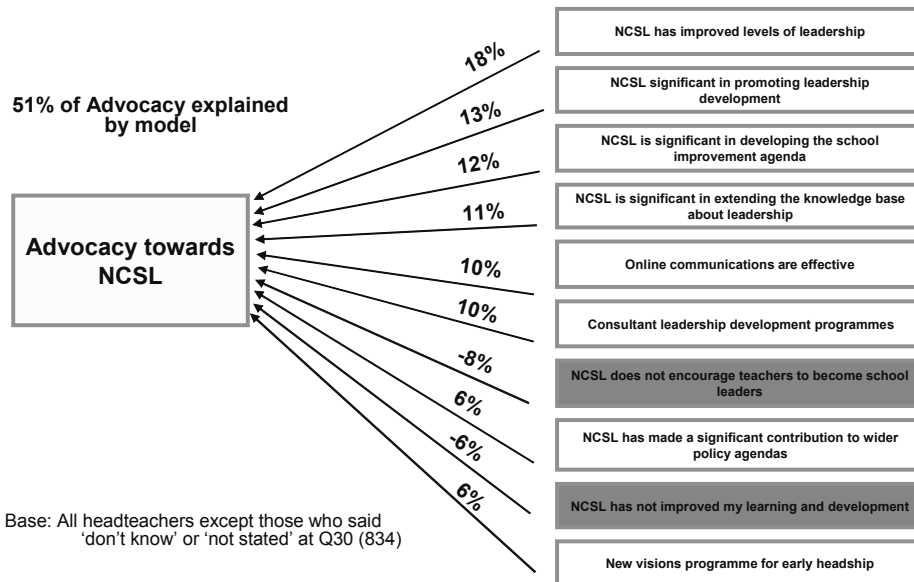 NCSL has improved levels of leadership
18%
NCSL significant in promoting leadership
development
51% of Advocacy explained
by model
13%
NCSL is significant in developing the school
improvement agenda
12%
NCSL is significant in extending the knowledge base
about leadership
11%
Advocacy towards
NCSL
Online communications are effective
10%
Consultant leadership development programmes
10%
NCSL does not encourage teachers to become school
leaders
-8%
NCSL has made a significant contribution to wider
policy agendas
6%
NCSL has not improved my learning and development
-6%
New visions programme for early headship
6%
Base: All headteachers except those who said
‘don’t know’ or ‘not stated’ at Q30 (834)